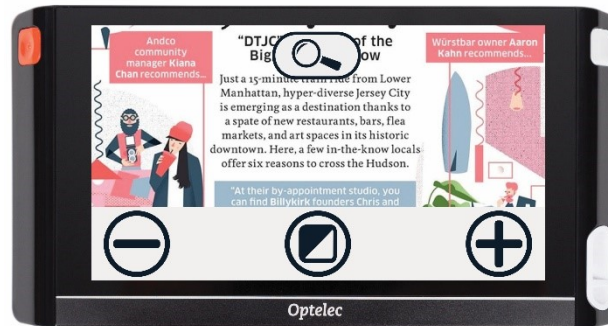 Andco
community
manager Kiana
Chan recommends...
"DTJC" of the
Big
Würstbar owner Aaron
Kahn recommends...
Just a 15-minute train ride from Lower
Manhattan, hyper-diverse Jersey City
is emerging as a destination thanks to
a spate of new restaurants, bars, flea
markets, and art spaces in its historic
downtown. Here, a few in-the-know locals
offer six reasons to cross the Hudson.
"At their by-appointment studio, you
can find Billykirk founders Chris and
Optelec